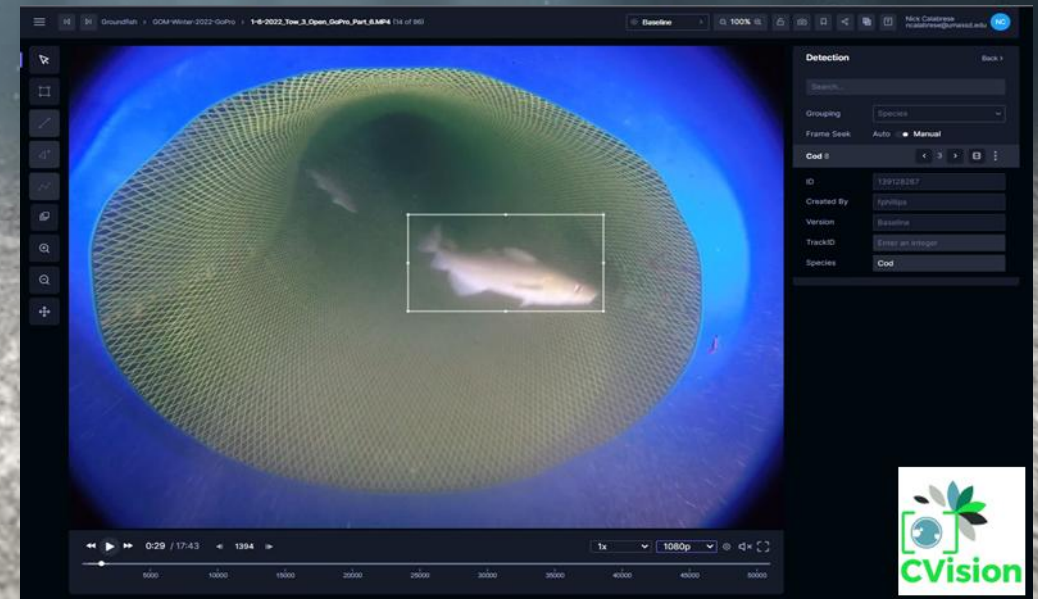 Groundfish › GOM-Winter-2022-GoPro › 1-6-2022_Tow_3_Open_GoPro_Part_6.MP4 (14 of 96)
Baseline
100%
Nick Calabrese
NC
Detection
Back ›
Search...
Grouping Species
Frame Seek Auto Manual
Cod
3
ID 139128287
Created By fphillips
Version Baseline
TrackID Enter an integer
Species Cod
0:29 / 17:43 1394 1x 1080p
5000 10000 15000 20000 25000 30000 35000 40000 45000 50000
CVision